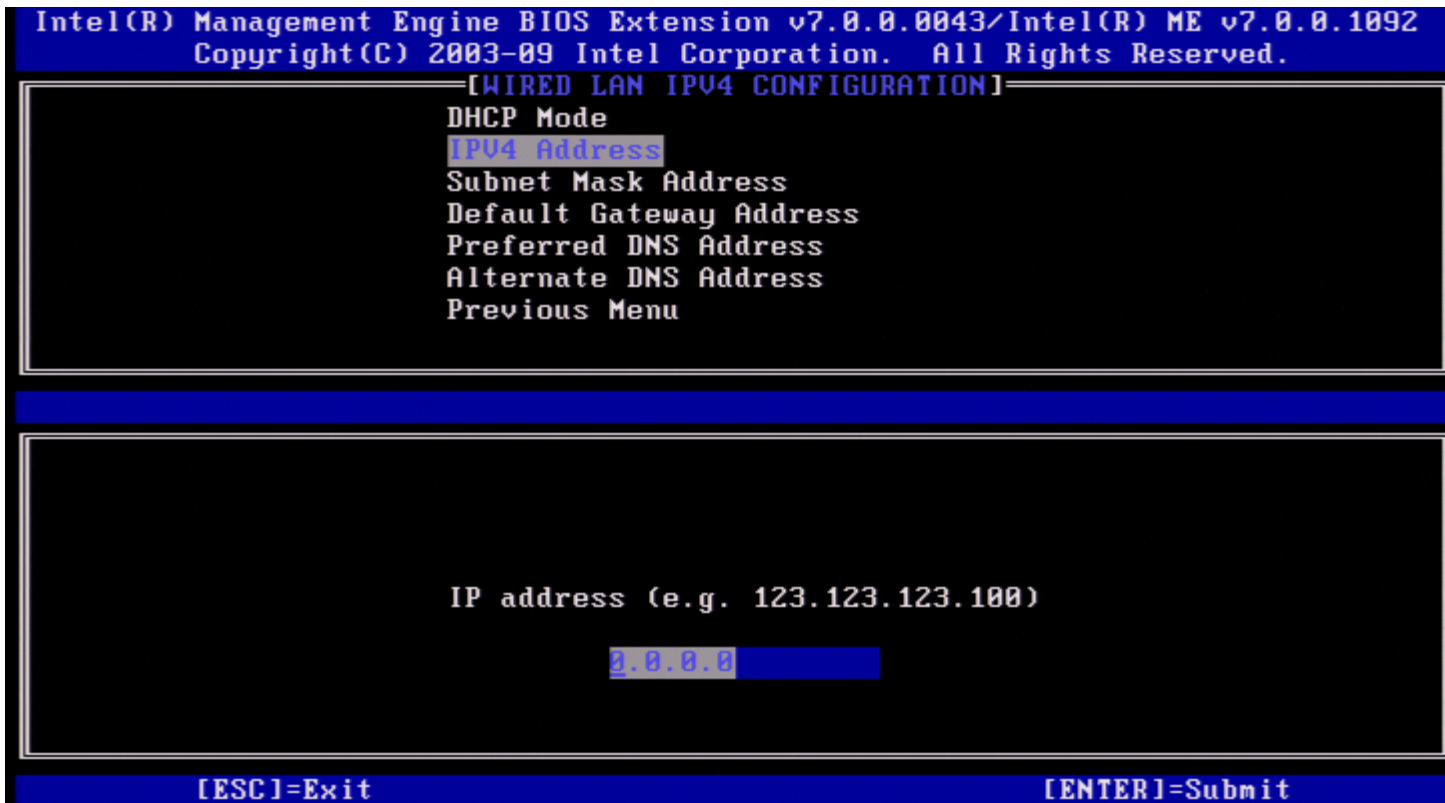 Intel(R) Management Engine BIOS Extension v7.0.0.0043/Intel(R) ME v7.0.0.1092
Copyright(C) 2003-09 Intel Corporation. All Rights Reserved.
[WIRED LAN IPV4 CONFIGURATION]
DHCP Mode
IPV4 Address
Subnet Mask Address
Default Gateway Address
Preferred DNS Address
Alternate DNS Address
Previous Menu
IP address (e.g. 123.123.123.100)
0.0.0.0
[ESC]=Exit [ENTER]=Submit